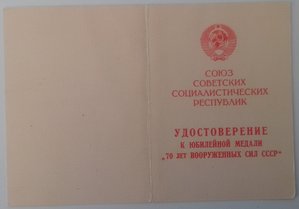 СОЮЗ
СОВЕТСКИХ
СОЦИАЛИСТИЧЕСКИХ
РЕСПУБЛИК
УДОСТОВЕРЕНИЕ
К ЮБИЛЕЙНОЙ МЕДАЛИ
„70 ЛЕТ ВООРУЖЕННЫХ СИЛ СССР“